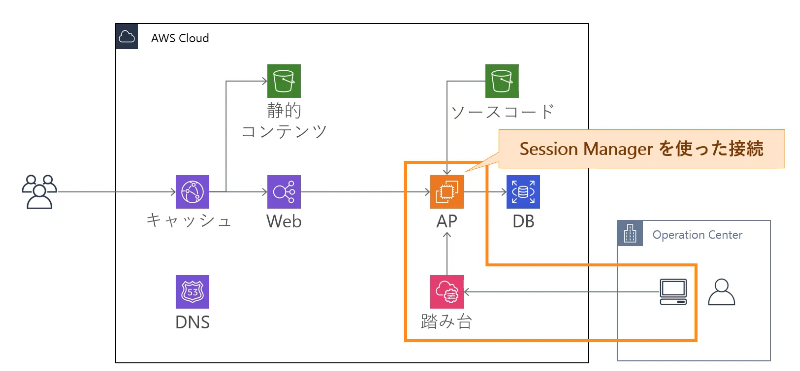 AWS Cloud
静的
コンテンツ
ソースコード
Session Manager を使った接続
キャッシュ
Web
AP
DB
Operation Center
53
DNS
踏み台